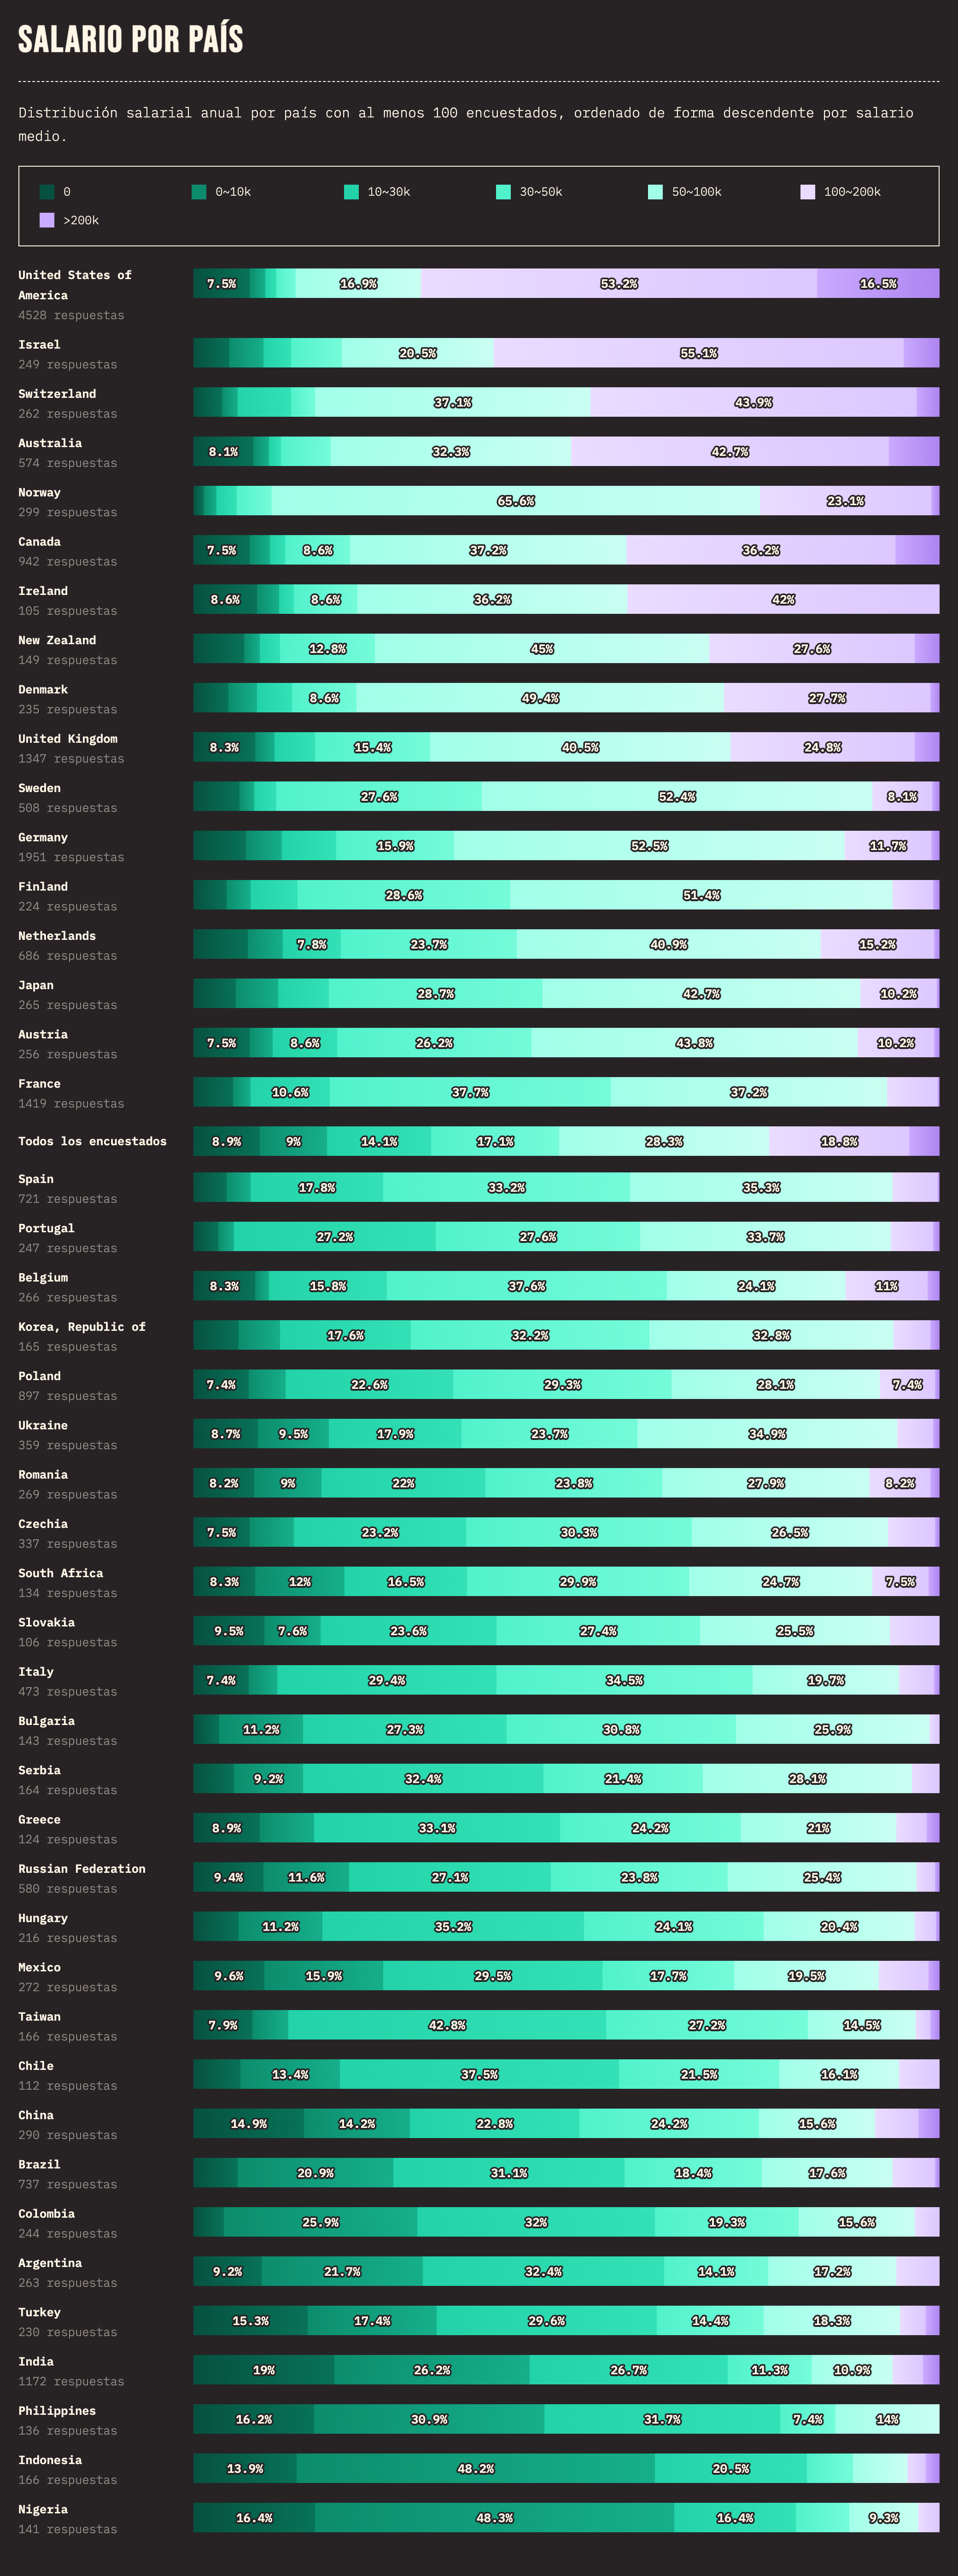 SALARIO POR PAÍS
Distribución salarial anual por país con al menos 100 encuestados, ordenado de forma descendente por salario
medio.
0 0~10k 10~30k 30~50k 50~100k 100~200k
>200k
United States of
America
4528 respuestas
7.5% 16.9% 53.2% 16.5%
Israel
249 respuestas
20.5% 55.1%
Switzerland
262 respuestas
37.1% 43.9%
Australia
574 respuestas
8.1% 32.3% 42.7%
Norway
299 respuestas
65.6% 23.1%
Canada
942 respuestas
7.5% 8.6% 37.2% 36.2%
Ireland
105 respuestas
8.6% 8.6% 36.2% 42%
New Zealand
149 respuestas
12.8% 45% 27.6%
Denmark
235 respuestas
8.6% 49.4% 27.7%
United Kingdom
1347 respuestas
8.3% 15.4% 40.5% 24.8%
Sweden
508 respuestas
27.6% 52.4% 8.1%
Germany
1951 respuestas
15.9% 52.5% 11.7%
Finland
224 respuestas
28.6% 51.4%
Netherlands
686 respuestas
7.8% 23.7% 40.9% 15.2%
Japan
265 respuestas
28.7% 42.7% 10.2%
Austria
256 respuestas
7.5% 8.6% 26.2% 43.8% 10.2%
France
1419 respuestas
10.6% 37.7% 37.2%
Todos los encuestados
8.9% 9% 14.1% 17.1% 28.3% 18.8%
Spain
721 respuestas
17.8% 33.2% 35.3%
Portugal
247 respuestas
27.2% 27.6% 33.7%
Belgium
266 respuestas
8.3% 15.8% 37.6% 24.1% 11%
Korea, Republic of
165 respuestas
17.6% 32.2% 32.8%
Poland
897 respuestas
7.4% 22.6% 29.3% 28.1% 7.4%
Ukraine
359 respuestas
8.7% 9.5% 17.9% 23.7% 34.9%
Romania
269 respuestas
8.2% 9% 22% 23.8% 27.9% 8.2%
Czechia
337 respuestas
7.5% 23.2% 30.3% 26.5%
South Africa
134 respuestas
8.3% 12% 16.5% 29.9% 24.7% 7.5%
Slovakia
106 respuestas
9.5% 7.6% 23.6% 27.4% 25.5%
Italy
473 respuestas
7.4% 29.4% 34.5% 19.7%
Bulgaria
143 respuestas
11.2% 27.3% 30.8% 25.9%
Serbia
164 respuestas
9.2% 32.4% 21.4% 28.1%
Greece
124 respuestas
8.9% 33.1% 24.2% 21%
Russian Federation
580 respuestas
9.4% 11.6% 27.1% 23.8% 25.4%
Hungary
216 respuestas
11.2% 35.2% 24.1% 20.4%
Mexico
272 respuestas
9.6% 15.9% 29.5% 17.7% 19.5%
Taiwan
166 respuestas
7.9% 42.8% 27.2% 14.5%
Chile
112 respuestas
13.4% 37.5% 21.5% 16.1%
China
290 respuestas
14.9% 14.2% 22.8% 24.2% 15.6%
Brazil
737 respuestas
20.9% 31.1% 18.4% 17.6%
Colombia
244 respuestas
25.9% 32% 19.3% 15.6%
Argentina
263 respuestas
9.2% 21.7% 32.4% 14.1% 17.2%
Turkey
230 respuestas
15.3% 17.4% 29.6% 14.4% 18.3%
India
1172 respuestas
19% 26.2% 26.7% 11.3% 10.9%
Philippines
136 respuestas
16.2% 30.9% 31.7% 7.4% 14%
Indonesia
166 respuestas
13.9% 48.2% 20.5%
Nigeria
141 respuestas
16.4% 48.3% 16.4% 9.3%